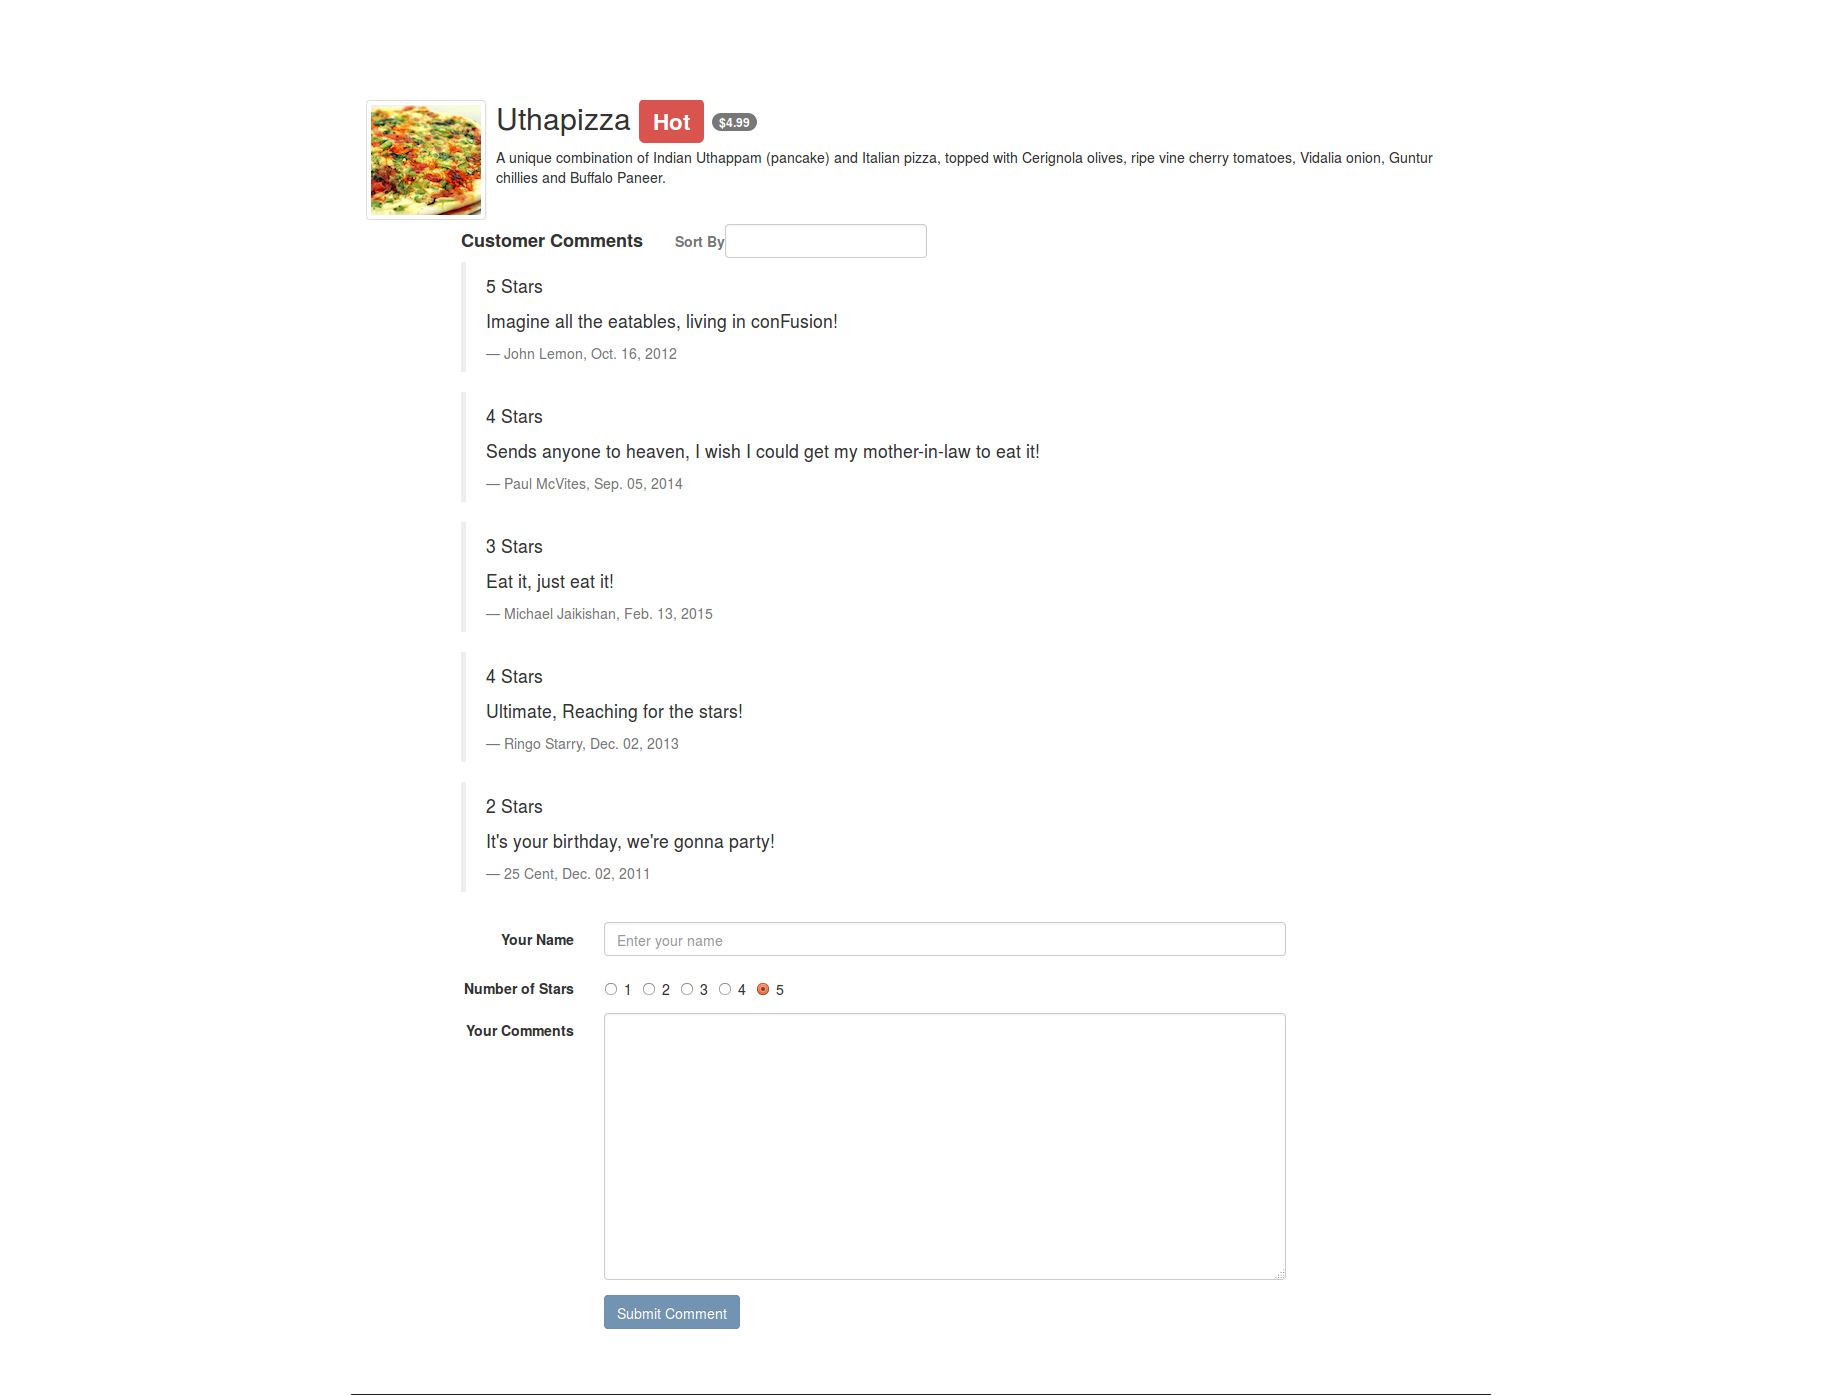 Uthapizza Hot $4.99
A unique combination of Indian Uthappam (pancake) and Italian pizza, topped with Cerignola olives, ripe vine cherry tomatoes, Vidalia onion, Guntur
chillies and Buffalo Paneer.
Customer Comments Sort By
5 Stars
Imagine all the eatables, living in conFusion!
— John Lemon, Oct. 16, 2012
4 Stars
Sends anyone to heaven, I wish I could get my mother-in-law to eat it!
— Paul McVites, Sep. 05, 2014
3 Stars
Eat it, just eat it!
— Michael Jaikishan, Feb. 13, 2015
4 Stars
Ultimate, Reaching for the stars!
— Ringo Starry, Dec. 02, 2013
2 Stars
It's your birthday, we're gonna party!
— 25 Cent, Dec. 02, 2011
Your Name Enter your name
Number of Stars 1 2 3 4 5
Your Comments
Submit Comment